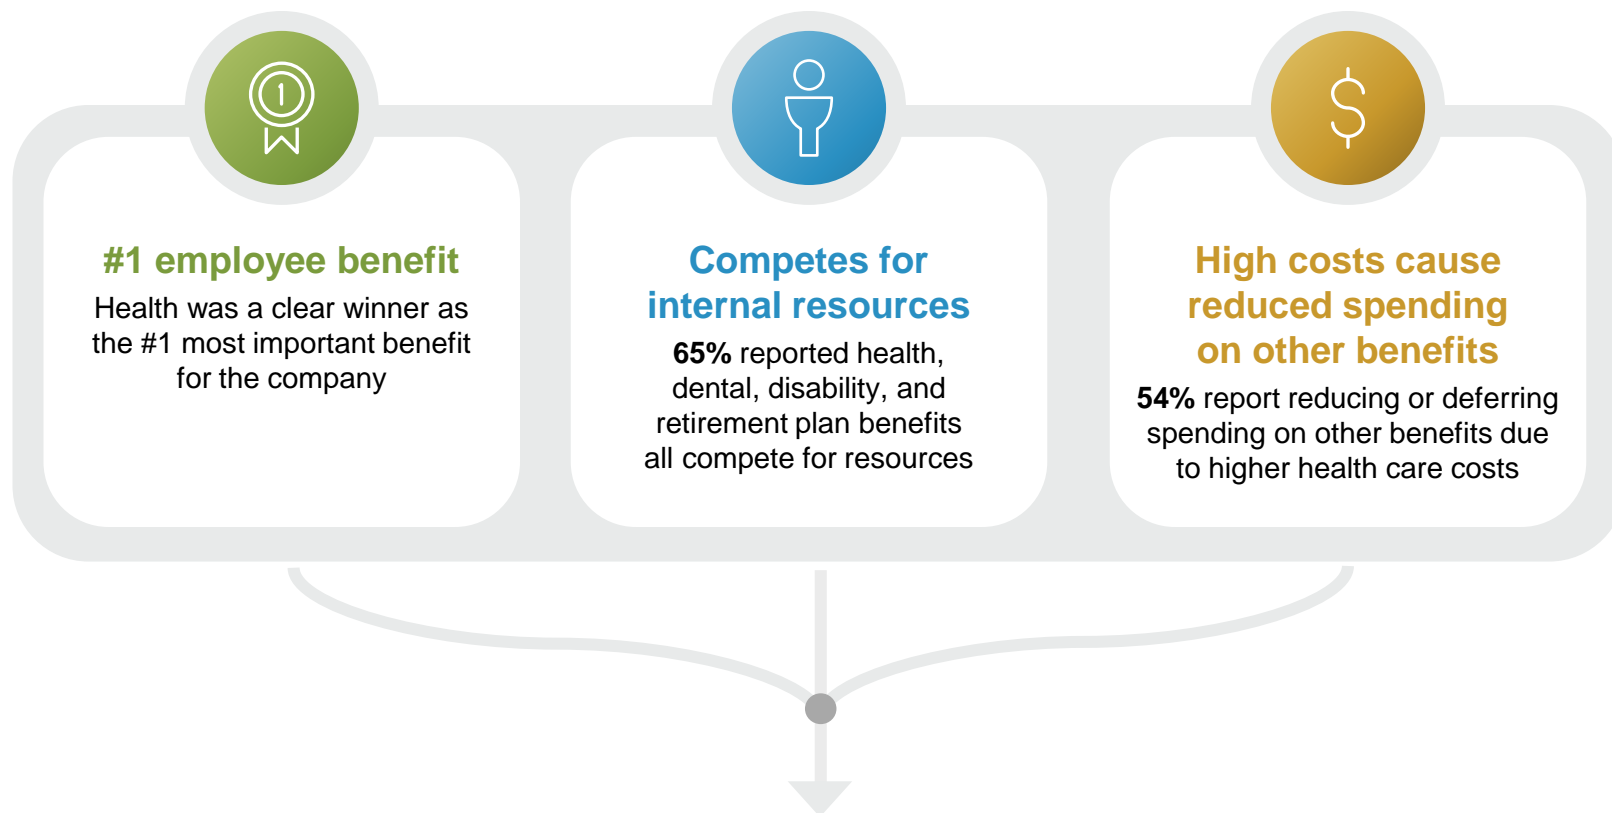 1
$
#1 employee benefit
Health was a clear winner as
the #1 most important benefit
for the company
Competes for
internal resources
65% reported health,
dental, disability, and
retirement plan benefits
all compete for resources
High costs cause
reduced spending
on other benefits
54% report reducing or deferring
spending on other benefits due
to higher health care costs